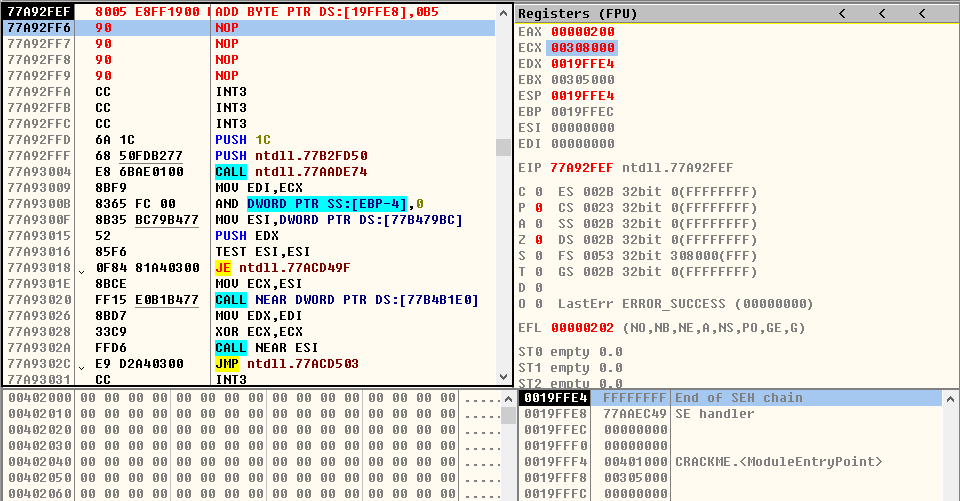 77A92FEF 8005 E8FF1900 ADD BYTE PTR DS:[19FFE8],0B5
77A92FF6 90 NOP
77A92FF7 90 NOP
77A92FF8 90 NOP
77A92FF9 90 NOP
77A92FFA CC INT3
77A92FFB CC INT3
77A92FFC CC INT3
77A92FFD 6A 1C PUSH 1C
77A92FFF 68 50FDB277 PUSH ntdll.77B2FD50
77A93004 E8 6BAE0100 CALL ntdll.77AADE74
77A93009 8BF9 MOV EDI,ECX
77A9300B 8365 FC 00 AND DWORD PTR SS:[EBP-4],0
77A9300F 8B35 BC79B477 MOV ESI,DWORD PTR DS:[77B479BC]
77A93015 52 PUSH EDX
77A93016 85F6 TEST ESI,ESI
77A93018 0F84 81A40300 JE ntdll.77ACD49F
77A9301E 8BCE MOV ECX,ESI
77A93020 FF15 E0B1B477 CALL NEAR DWORD PTR DS:[77B4B1E0]
77A93026 8BD7 MOV EDX,EDI
77A93028 33C9 XOR ECX,ECX
77A9302A FFD6 CALL NEAR ESI
77A9302C E9 D2A40300 JMP ntdll.77ACD503
77A93031 CC INT3
Registers (FPU) < < <
EAX 00000200
ECX 00308000
EDX 0019FFE4
EBX 00305000
ESP 0019FFE4
EBP 0019FFEC
ESI 00000000
EDI 00000000
EIP 77A92FEF ntdll.77A92FEF
C 0 ES 002B 32bit 0(FFFFFFFF)
P 0 CS 0023 32bit 0(FFFFFFFF)
A 0 SS 002B 32bit 0(FFFFFFFF)
Z 0 DS 002B 32bit 0(FFFFFFFF)
S 0 FS 0053 32bit 308000(FFF)
T 0 GS 002B 32bit 0(FFFFFFFF)
D 0
O 0 LastErr ERROR_SUCCESS (00000000)
EFL 00000202 (NO,NB,NE,A,NS,PO,GE,G)
ST0 empty 0.0
ST1 empty 0.0
ST2 empty 0.0
00402000 00 00 00 00 00 00 00 00 00 00 00 00 00 00 00 00 .....
00402010 00 00 00 00 00 00 00 00 00 00 00 00 00 00 00 00 .....
00402020 00 00 00 00 00 00 00 00 00 00 00 00 00 00 00 00 .....
00402030 00 00 00 00 00 00 00 00 00 00 00 00 00 00 00 00 .....
00402040 00 00 00 00 00 00 00 00 00 00 00 00 00 00 00 00 .....
00402050 00 00 00 00 00 00 00 00 00 00 00 00 00 00 00 00 .....
00402060 00 00 00 00 00 00 00 00 00 00 00 00 00 00 00 00 .....
0019FFE4 FFFFFFFF End of SEH chain
0019FFE8 77AAEC49 SE handler
0019FFEC 00000000
0019FFF0 00000000
0019FFF4 00401000 CRACKME.<ModuleEntryPoint>
0019FFF8 00305000
0019FFFC 00000000